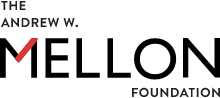 THE
ANDREW W.
MELLON
FOUNDATION